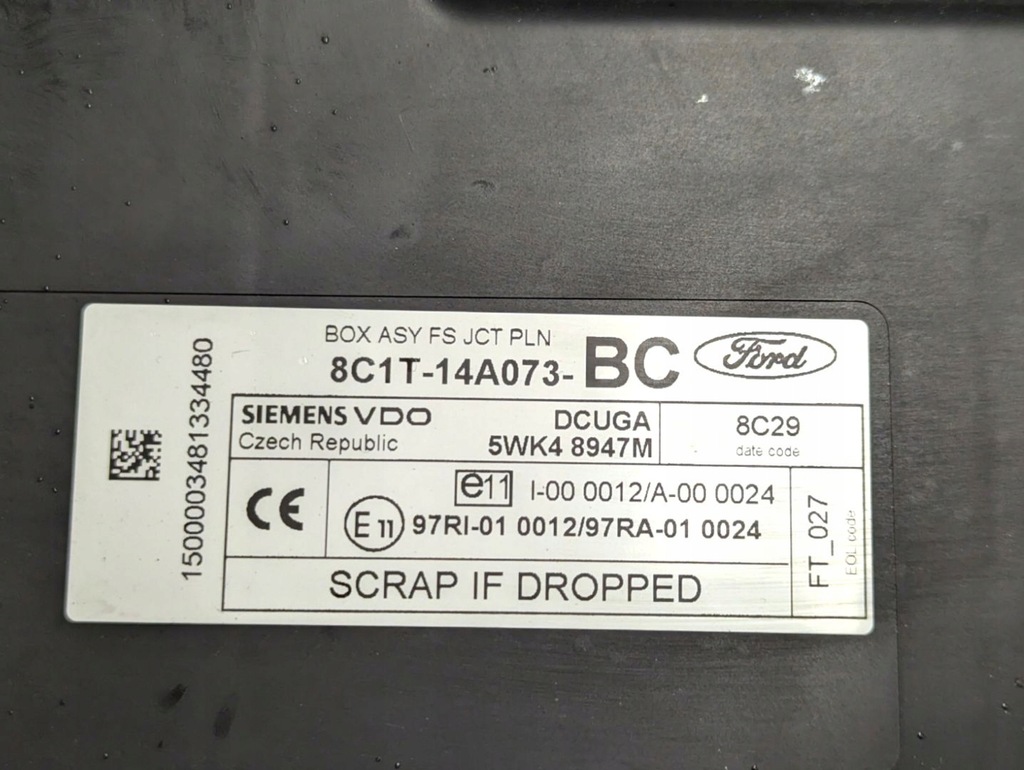 1500003481334480
BOX ASY FS JCT PLN
8C1T-14A073-BC
Ford
SIEMENS VDO
Czech Republic
DCUGA
5WK4 8947M
8C29
date code
CE
e11 I-00 0012/A-00 0024
E11 97RI-01 0012/97RA-01 0024
FT_027
EOL code
SCRAP IF DROPPED